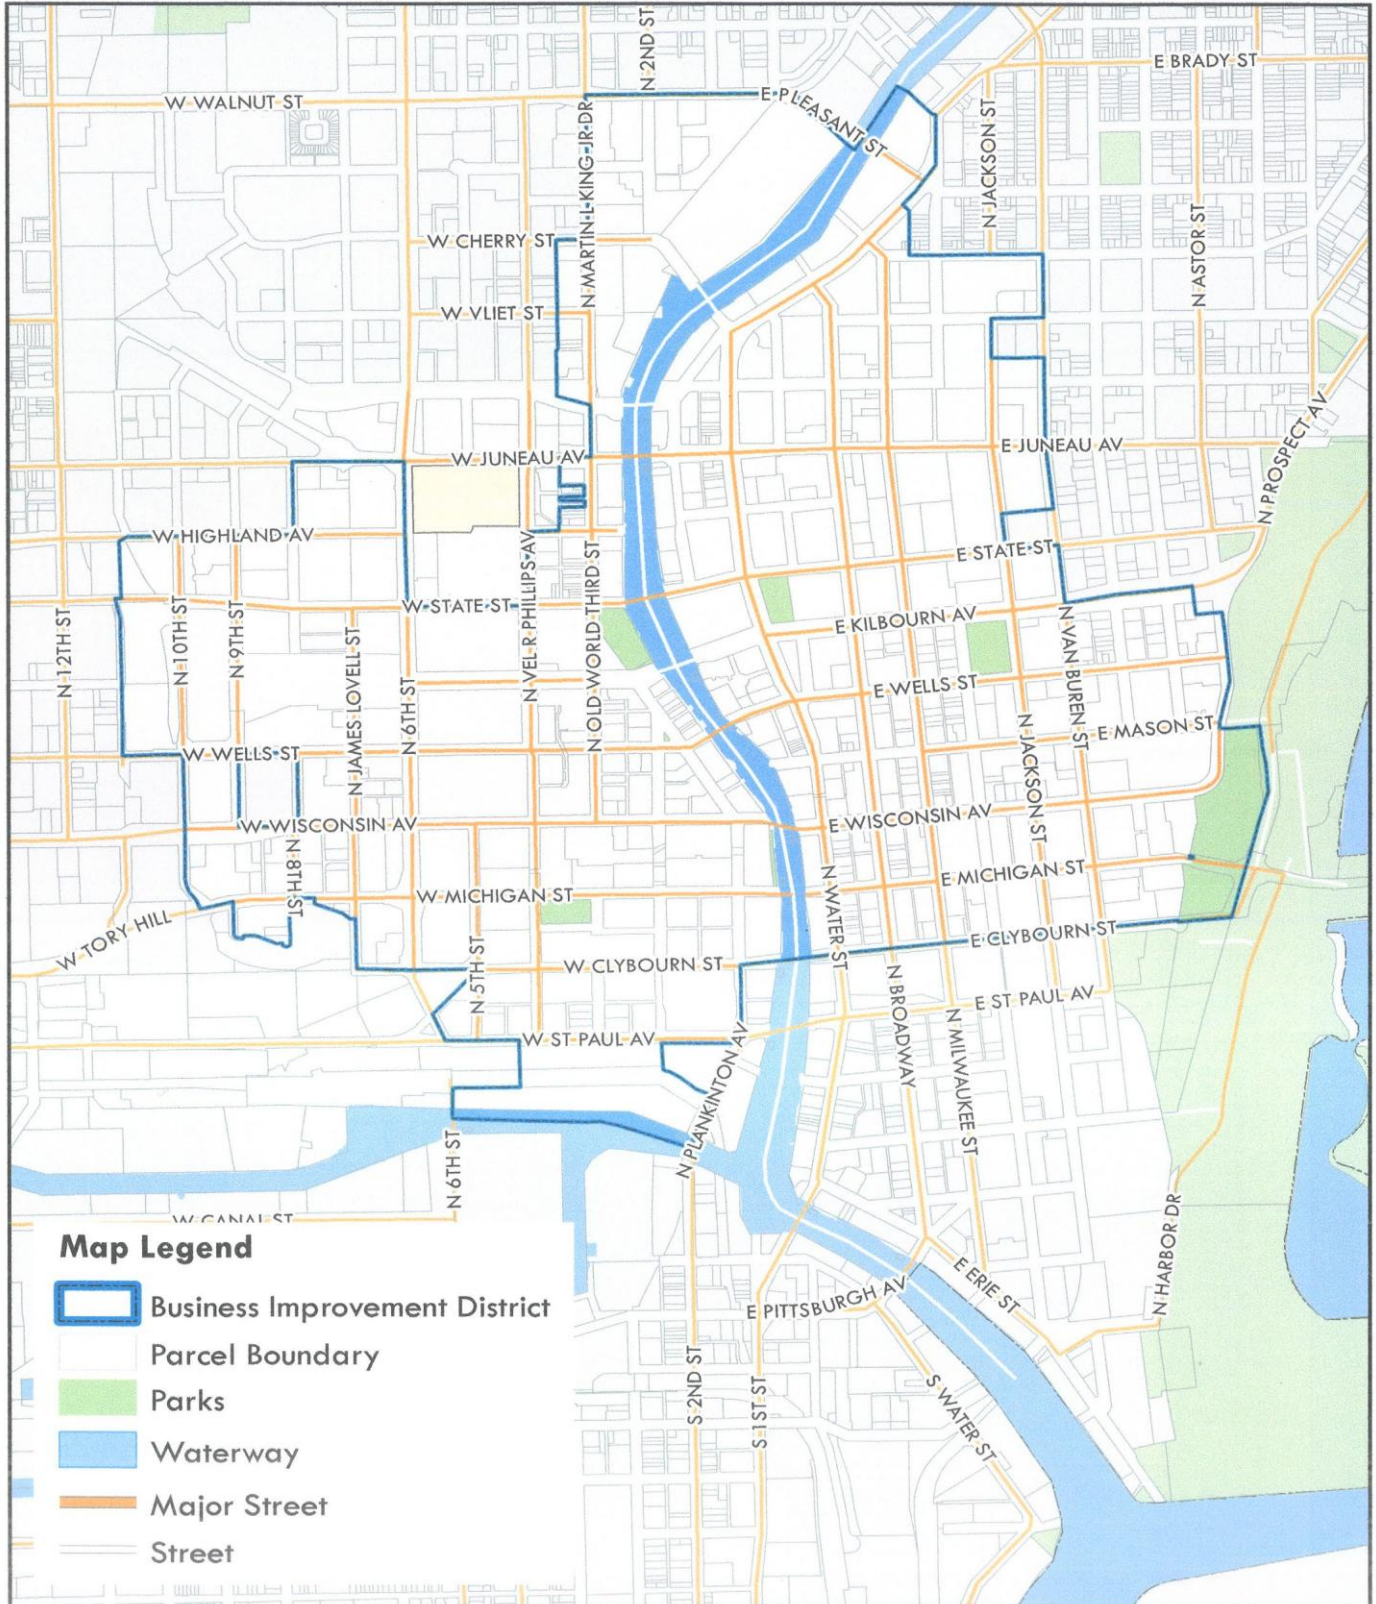 N 2ND ST
E BRADY ST
W WALNUT ST
E PLEASANT ST
N JACKSON ST
N MARTIN L KING JR DR
W CHERRY ST
N ASTOR ST
W VLIET ST
N PROSPECT AV
W JUNEAU AV
E JUNEAU AV
W HIGHLAND AV
N VEL R PHILLIPS AV
N OLD WORLD THIRD ST
E STATE ST
W STATE ST
N 12TH ST
N 10TH ST
N 9TH ST
N JAMES LOVELL ST
N 6TH ST
E KILBOURN AV
N VAN BUREN ST
E WELLS ST
N JACKSON ST
E MASON ST
W WELLS ST
W WISCONSIN AV
E WISCONSIN AV
N 8TH ST
W MICHIGAN ST
E MICHIGAN ST
N WATER ST
W TORY HILL
E CLYBOURN ST
W CLYBOURN ST
N 5TH ST
N BROADWAY
E ST PAUL AV
W ST PAUL AV
N PLANKINTON AV
N MILWAUKEE ST
N 6TH ST
W CANAL ST
N HARBOR DR
E ERIE ST
E PITTSBURGH AV
S 2ND ST
S 1ST ST
S WATER ST
Map Legend
Business Improvement District
Parcel Boundary
Parks
Waterway
Major Street
Street